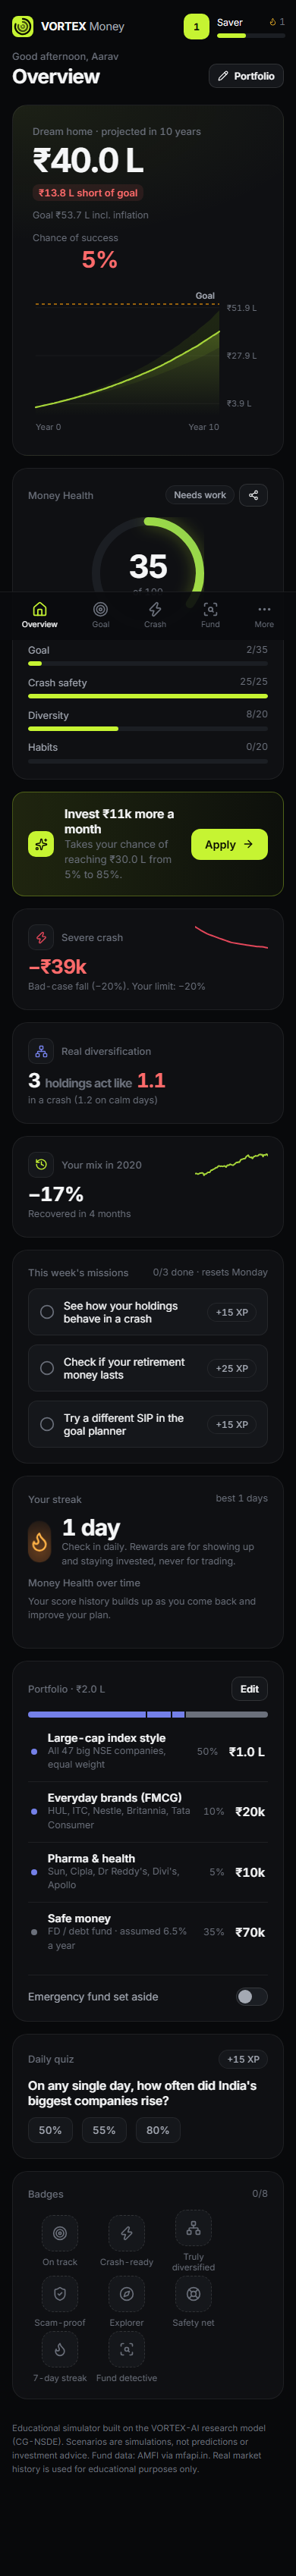 VORTEX Money
1
Saver
1
Good afternoon, Aarav
Overview
Portfolio
Dream home · projected in 10 years
₹40.0 L
₹13.8 L short of goal
Goal ₹53.7 L incl. inflation
Chance of success
5%
Goal
₹51.9 L
₹27.9 L
₹3.9 L
Year 0
Year 10
Money Health
Needs work
35
of 100
Overview
Goal
Crash
Fund
More
Goal
2/35
Crash safety
25/25
Diversity
8/20
Habits
0/20
Invest ₹11k more a
month
Takes your chance of
reaching ₹30.0 L from
5% to 85%.
Apply
Severe crash
−₹39k
Bad-case fall (−20%). Your limit: −20%
Real diversification
3 holdings act like 1.1
in a crash (1.2 on calm days)
Your mix in 2020
−17%
Recovered in 4 months
This week's missions
0/3 done · resets Monday
See how your holdings
behave in a crash
+15 XP
Check if your retirement
money lasts
+25 XP
Try a different SIP in the
goal planner
+15 XP
Your streak
best 1 days
1 day
Check in daily. Rewards are for showing up
and staying invested, never for trading.
Money Health over time
Your score history builds up as you come back and
improve your plan.
Portfolio · ₹2.0 L
Edit
Large-cap index style
All 47 big NSE companies,
equal weight
50%
₹1.0 L
Everyday brands (FMCG)
HUL, ITC, Nestle, Britannia, Tata
Consumer
10%
₹20k
Pharma & health
Sun, Cipla, Dr Reddy's, Divi's,
Apollo
5%
₹10k
Safe money
FD / debt fund · assumed 6.5%
a year
35%
₹70k
Emergency fund set aside
Daily quiz
+15 XP
On any single day, how often did India's
biggest companies rise?
50%
55%
80%
Badges
0/8
On track
Crash-ready
Truly
diversified
Scam-proof
Explorer
Safety net
7-day streak
Fund detective
Educational simulator built on the VORTEX-AI research model
(CG-NSDE). Scenarios are simulations, not predictions or
investment advice. Fund data: AMFI via mfapi.in. Real market
history is used for educational purposes only.